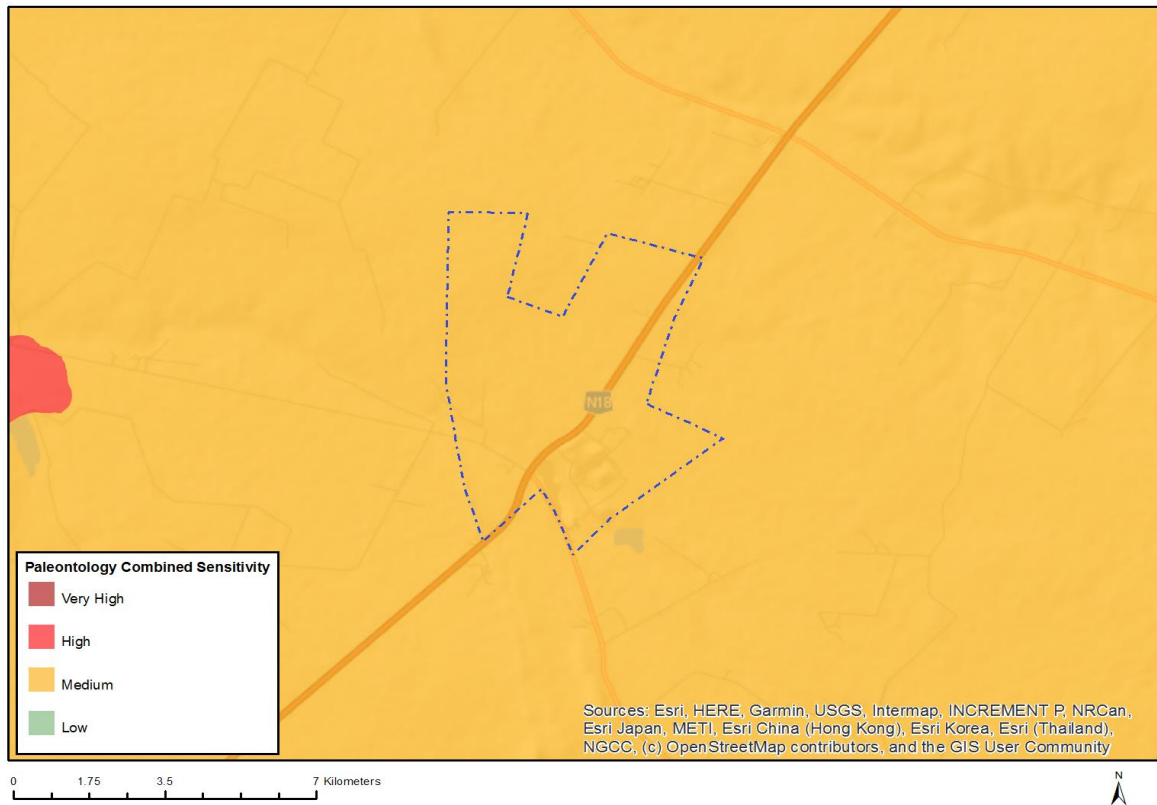 N18
Paleontology Combined Sensitivity
Very High
High
Medium
Low
Sources: Esri, HERE, Garmin, USGS, Intermap, INCREMENT P, NRCan,
Esri Japan, METI, Esri China (Hong Kong), Esri Korea, Esri (Thailand),
NGCC, (c) OpenStreetMap contributors, and the GIS User Community
0 1.75 3.5 7 Kilometers
N